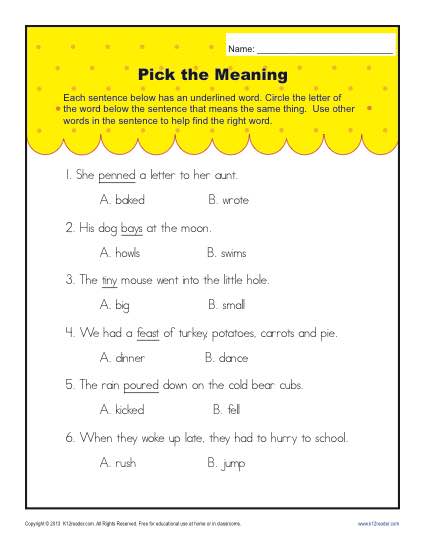 Name: ____________________________
Pick the Meaning
Each sentence below has an underlined word. Circle the letter of
the word below the sentence that means the same thing. Use other
words in the sentence to help find the right word.
1. She penned a letter to her aunt.
A. baked B. wrote
2. His dog bays at the moon.
A. howls B. swims
3. The tiny mouse went into the little hole.
A. big B. small
4. We had a feast of turkey, potatoes, carrots and pie.
A. dinner B. dance
5. The rain poured down on the cold bear cubs.
A. kicked B. fell
6. When they woke up late, they had to hurry to school.
A. rush B. jump
Copyright © 2013 K12reader.com. All Rights Reserved. Free for educational use at home or in classrooms. www.k12reader.com